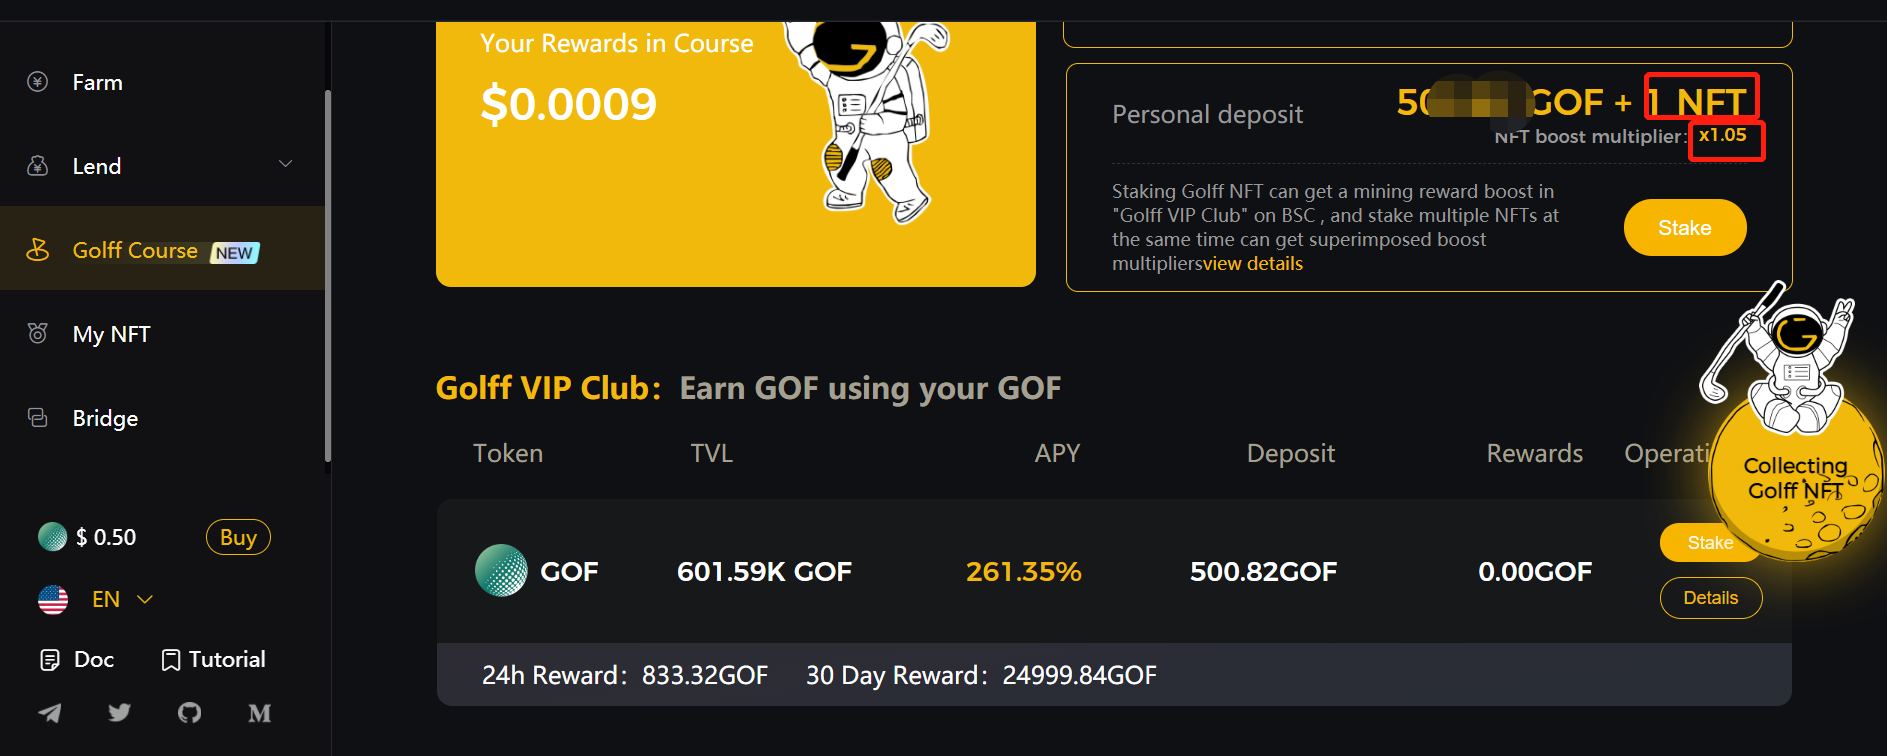 Farm
Lend
Golff Course NEW
My NFT
Bridge
$ 0.50 Buy
EN
Doc Tutorial
Your Rewards in Course
$0.0009
Personal deposit
GOF + 1 NFT
NFT boost multiplier: x1.05
Staking Golff NFT can get a mining reward boost in
"Golff VIP Club" on BSC , and stake multiple NFTs at
the same time can get superimposed boost
multipliersview details
Stake
Collecting
Golff NFT
Golff VIP Club：Earn GOF using your GOF
Token TVL APY Deposit Rewards
GOF 601.59K GOF 261.35% 500.82GOF 0.00GOF
Stake
Details
24h Reward：833.32GOF 30 Day Reward：24999.84GOF